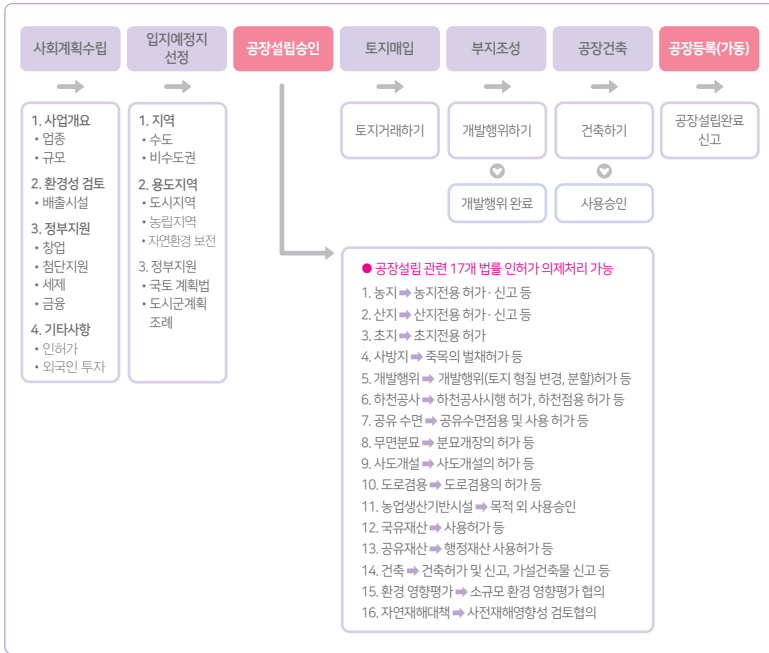 사회계획수립
입지예정지
선정
공장설립승인
토지매입
부지조성
공장건축
공장등록(가동)
1. 사업개요
• 업종
• 규모
2. 환경성 검토
• 배출시설
3. 정부지원
• 창업
• 첨단지원
• 세제
• 금융
4. 기타사항
• 인허가
• 외국인 투자
1. 지역
• 수도
• 비수도권
2. 용도지역
• 도시지역
• 농림지역
• 자연환경 보전
3. 정부지원
• 국토 계획법
• 도시군계획
조례
토지거래하기
개발행위하기
개발행위 완료
건축하기
사용승인
공장설립완료
신고
● 공장설립 관련 17개 법률 인허가 의제처리 가능
1. 농지 ➡ 농지전용 허가 · 신고 등
2. 산지 ➡ 산지전용 허가 · 신고 등
3. 초지 ➡ 초지전용 허가
4. 사방지 ➡ 죽목의 벌채허가 등
5. 개발행위 ➡ 개발행위(토지 형질 변경, 분할)허가 등
6. 하천공사 ➡ 하천공사시행 허가, 하천점용 허가 등
7. 공유 수면 ➡ 공유수면점용 및 사용 허가 등
8. 무면분묘 ➡ 분묘개장의 허가 등
9. 사도개설 ➡ 사도개설의 허가 등
10. 도로겸용 ➡ 도로겸용의 허가 등
11. 농업생산기반시설 ➡ 목적 외 사용승인
12. 국유재산 ➡ 사용허가 등
13. 공유재산 ➡ 행정재산 사용허가 등
14. 건축 ➡ 건축허가 및 신고, 가설건축물 신고 등
15. 환경 영향평가 ➡ 소규모 환경 영향평가 협의
16. 자연재해대책 ➡ 사전재해영향성 검토협의